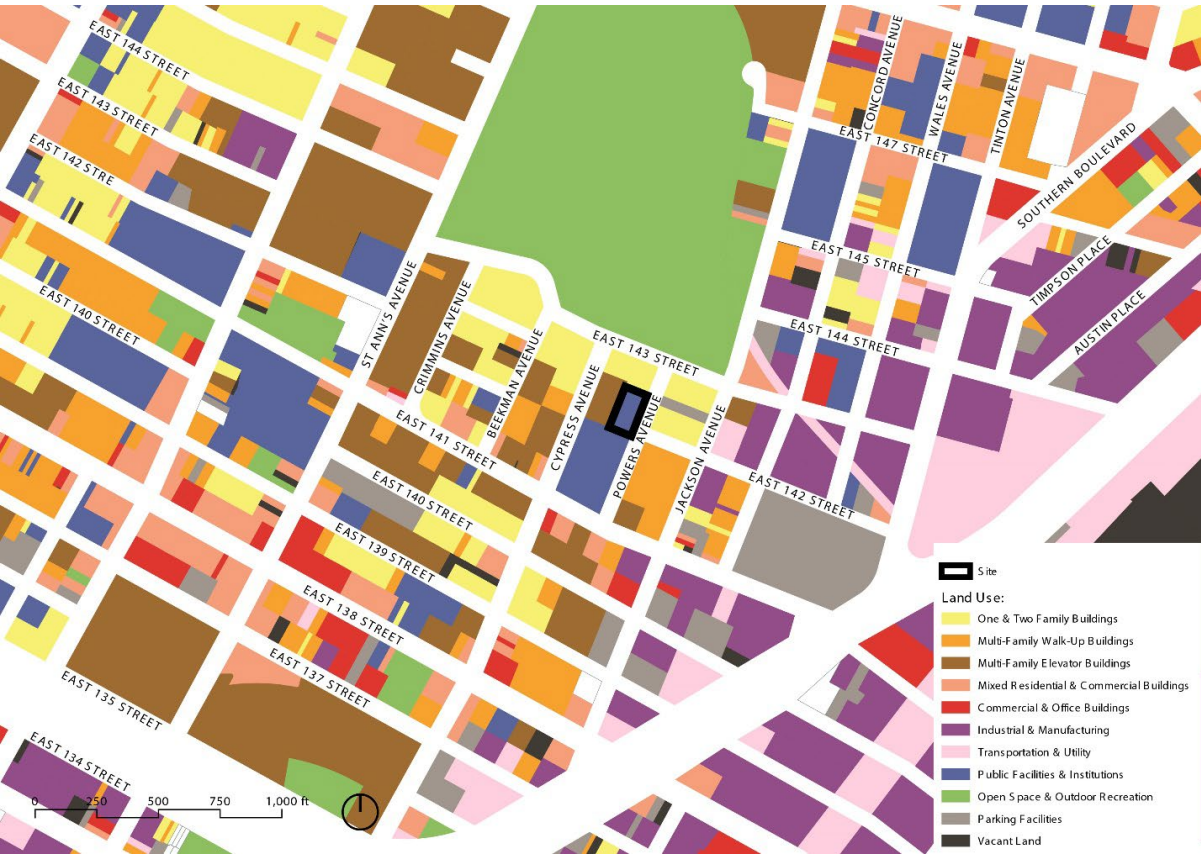 EAST 144 STREET
EAST 143 STREET
EAST 142 STRE
EAST 140 STREET
ST ANN'S AVENUE
CRIMMINS AVENUE
BEEKMAN AVENUE
CYPRESS AVENUE
POWERS AVENUE
JACKSON AVENUE
EAST 143 STREET
CONCORD AVENUE
WALES AVENUE
TINTON AVENUE
EAST 147 STREET
SOUTHERN BOULEVARD
EAST 145 STREET
TIMPSON PLACE
AUSTIN PLACE
EAST 144 STREET
EAST 142 STREET
EAST 141 STREET
EAST 140 STREET
EAST 139 STREET
EAST 138 STREET
EAST 137 STREET
EAST 135 STREET
EAST 134 STREET
0 250 500 750 1,000 ft
Site
Land Use:
One & Two Family Buildings
Multi-Family Walk-Up Buildings
Multi-Family Elevator Buildings
Mixed Residential & Commercial Buildings
Commercial & Office Buildings
Industrial & Manufacturing
Transportation & Utility
Public Facilities & Institutions
Open Space & Outdoor Recreation
Parking Facilities
Vacant Land